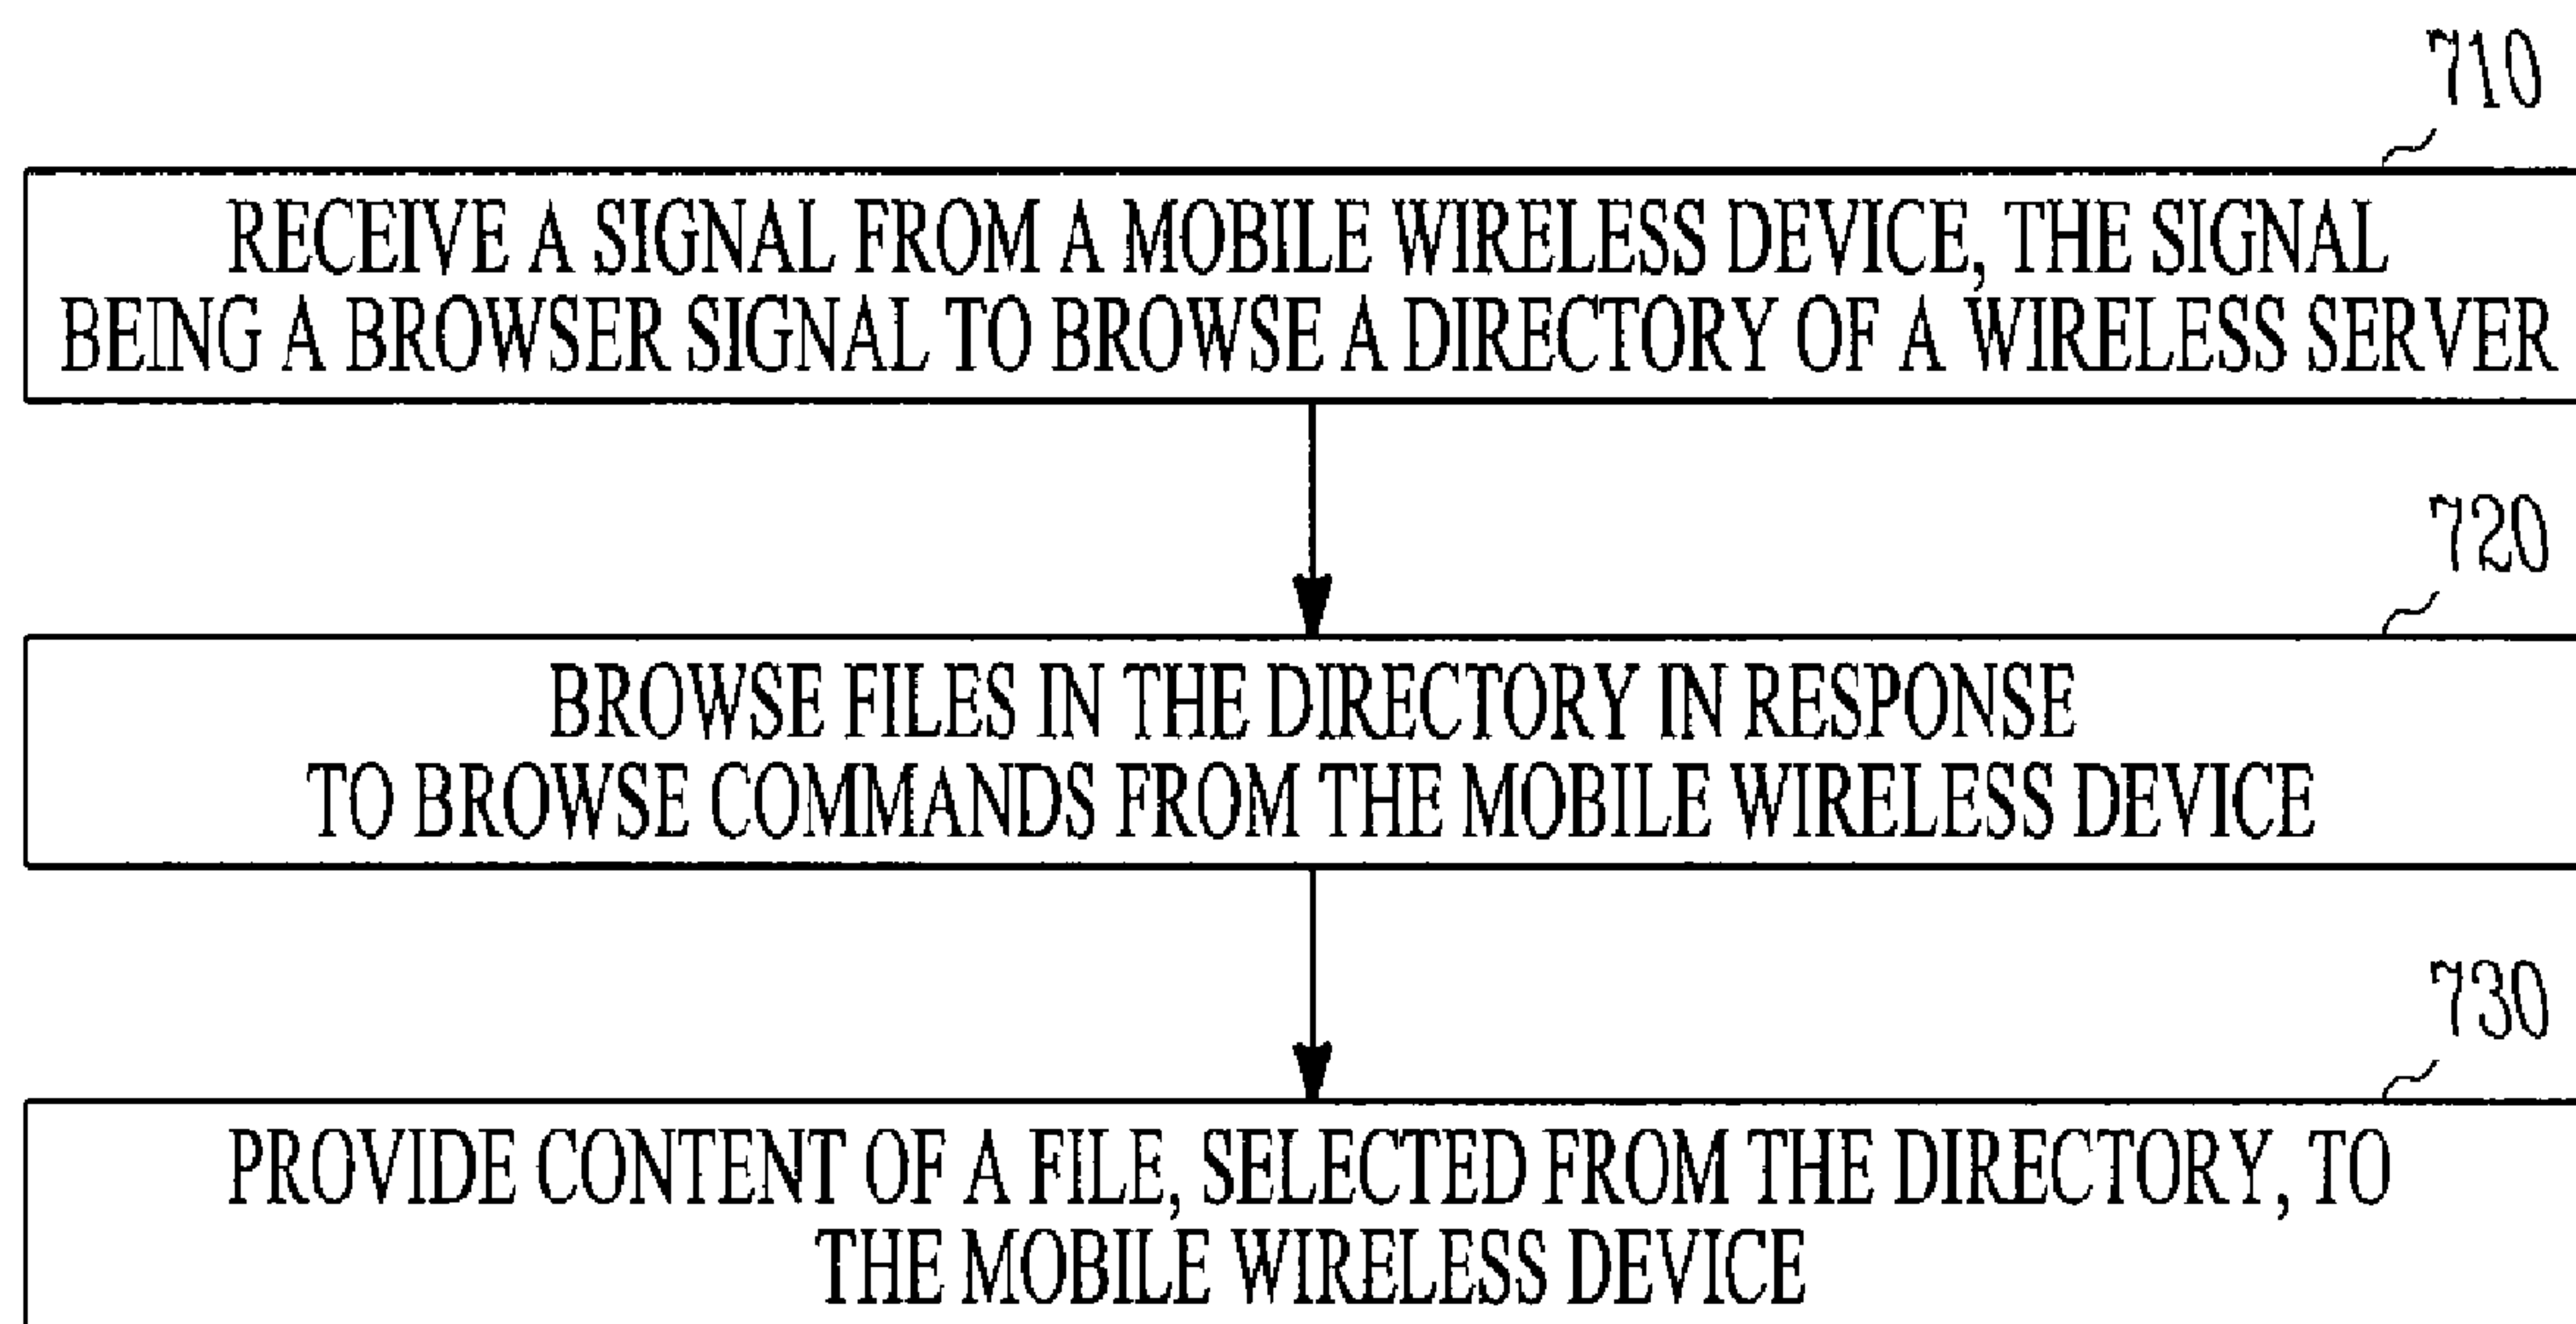 710
RECEIVE A SIGNAL FROM A MOBILE WIRELESS DEVICE, THE SIGNAL
BEING A BROWSER SIGNAL TO BROWSE A DIRECTORY OF A WIRELESS SERVER
720
BROWSE FILES IN THE DIRECTORY IN RESPONSE
TO BROWSE COMMANDS FROM THE MOBILE WIRELESS DEVICE
730
PROVIDE CONTENT OF A FILE, SELECTED FROM THE DIRECTORY, TO
THE MOBILE WIRELESS DEVICE